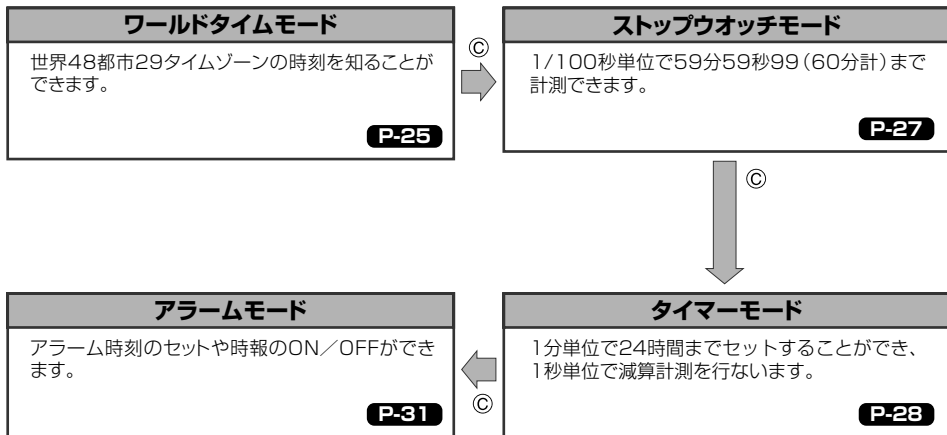 ワールドタイムモード
世界48都市29タイムゾーンの時刻を知ることが
できます。
P-25
Ⓒ
ストップウオッチモード
1/100秒単位で59分59秒99（60分計）まで
計測できます。
P-27
Ⓒ
タイマーモード
1分単位で24時間までセットすることができ、
1秒単位で減算計測を行ないます。
P-28
Ⓒ
アラームモード
アラーム時刻のセットや時報のON／OFFができ
ます。
P-31